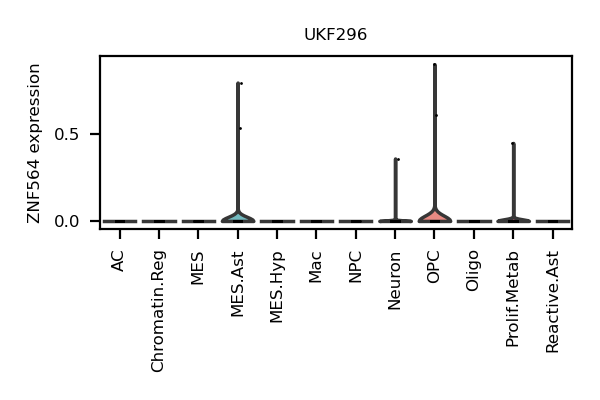 UKF296
ZNF564 expression
0.5
0.0
AC
Chromatin.Reg
MES
MES.Ast
MES.Hyp
Mac
NPC
Neuron
OPC
Oligo
Prolif.Metab
Reactive.Ast